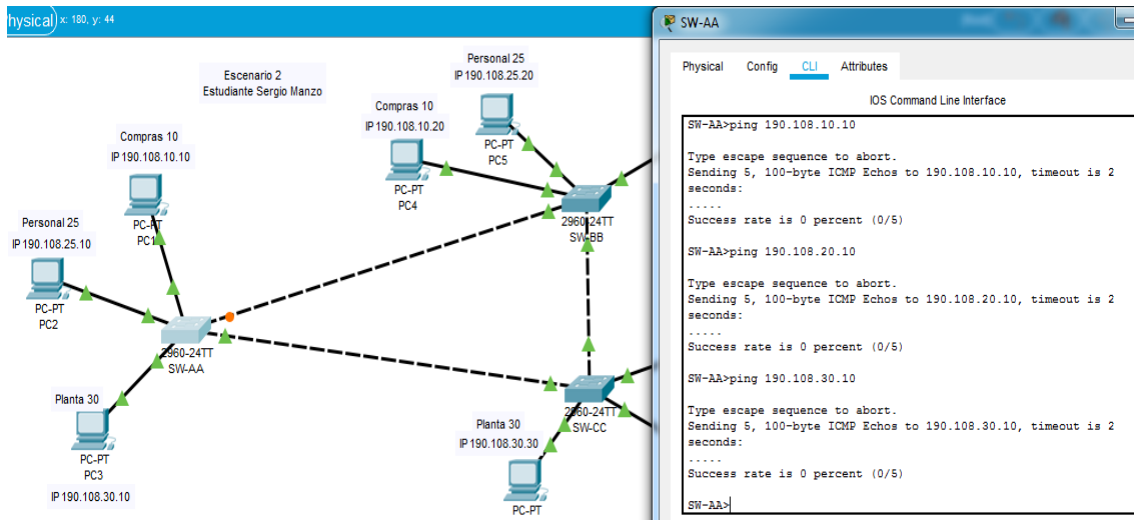 hysical x: 180, y: 44
Escenario 2
Estudiante Sergio Manzo
Personal 25
IP 190.108.25.20
PC-PT
PC5
Compras 10
IP 190.108.10.20
PC-PT
PC4
2960-24TT
SW-BB
Compras 10
IP 190.108.10.10
PC-PT
PC1
Personal 25
IP 190.108.25.10
PC-PT
PC2
2960-24TT
SW-AA
Planta 30
PC-PT
PC3
IP 190.108.30.10
2960-24TT
SW-CC
Planta 30
IP 190.108.30.30
PC-PT
SW-AA
Physical Config CLI Attributes
IOS Command Line Interface
SW-AA>ping 190.108.10.10
Type escape sequence to abort.
Sending 5, 100-byte ICMP Echos to 190.108.10.10, timeout is 2
seconds:
.....
Success rate is 0 percent (0/5)
SW-AA>ping 190.108.20.10
Type escape sequence to abort.
Sending 5, 100-byte ICMP Echos to 190.108.20.10, timeout is 2
seconds:
.....
Success rate is 0 percent (0/5)
SW-AA>ping 190.108.30.10
Type escape sequence to abort.
Sending 5, 100-byte ICMP Echos to 190.108.30.10, timeout is 2
seconds:
.....
Success rate is 0 percent (0/5)
SW-AA>